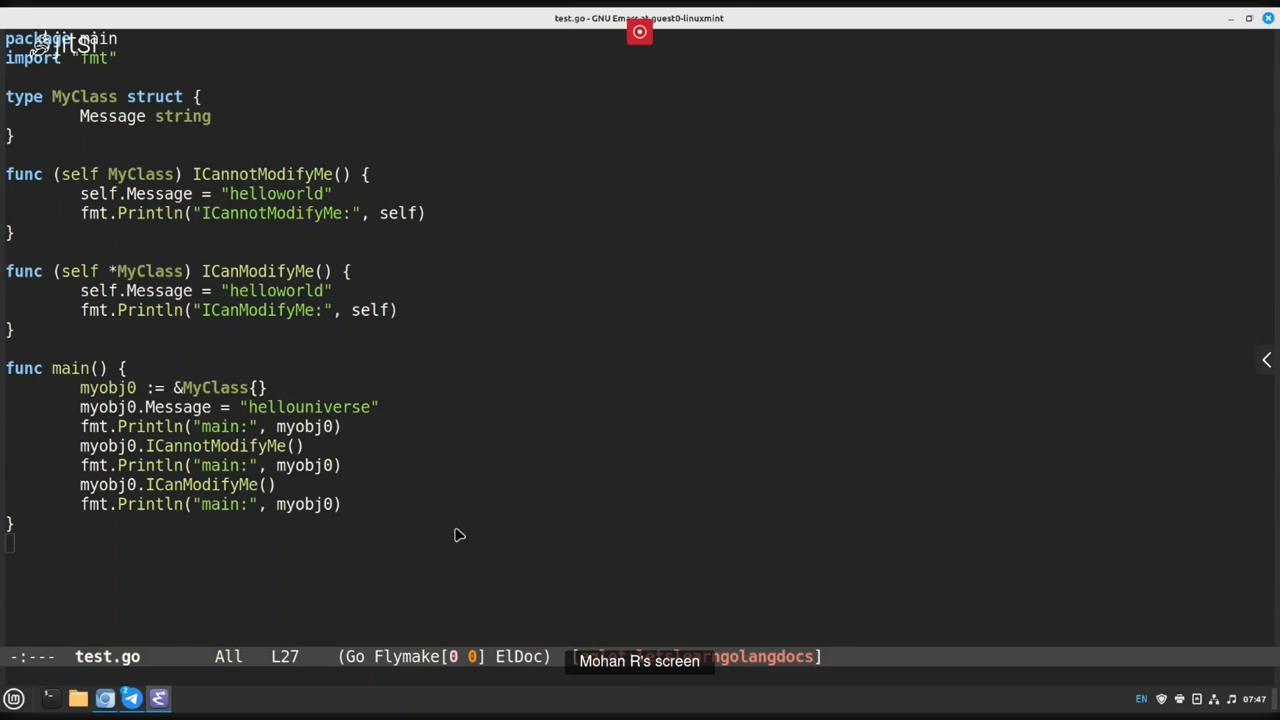 test.go - GNU Emacs at guest0-linuxmint
jitsi
package main
import "fmt"
type MyClass struct {
Message string
}
func (self MyClass) ICannotModifyMe() {
self.Message = "helloworld"
fmt.Println("ICannotModifyMe:", self)
}
func (self *MyClass) ICanModifyMe() {
self.Message = "helloworld"
fmt.Println("ICanModifyMe:", self)
}
func main() {
myobj0 := &MyClass{}
myobj0.Message = "hellouniverse"
fmt.Println("main:", myobj0)
myobj0.ICannotModifyMe()
fmt.Println("main:", myobj0)
myobj0.ICanModifyMe()
fmt.Println("main:", myobj0)
}
-:--- test.go All L27 (Go Flymake[0 0] ElDoc)
Mohan R's screen
EN 07:47